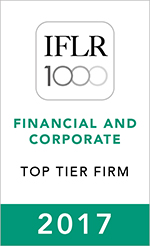 IFLR
1000
FINANCIAL AND
CORPORATE
TOP TIER FIRM
2017